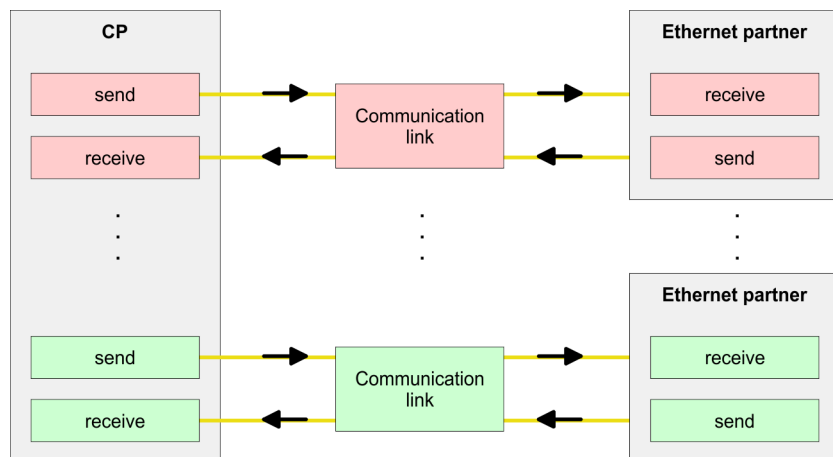 CP
Ethernet partner
send
receive
Communication
link
receive
send
Ethernet partner
send
receive
Communication
link
receive
send